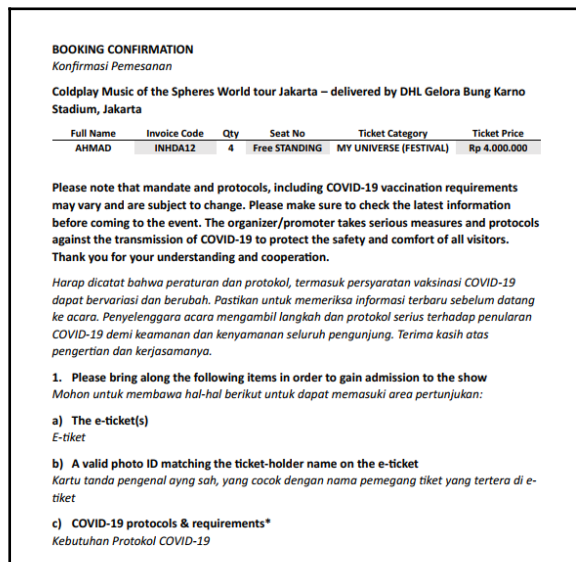 BOOKING CONFIRMATION
Konfirmasi Pemesanan
Coldplay Music of the Spheres World tour Jakarta – delivered by DHL Gelora Bung Karno
Stadium, Jakarta
Full Name Invoice Code Qty Seat No Ticket Category Ticket Price
AHMAD INHDA12 4 Free STANDING MY UNIVERSE (FESTIVAL) Rp 4.000.000
Please note that mandate and protocols, including COVID-19 vaccination requirements
may vary and are subject to change. Please make sure to check the latest information
before coming to the event. The organizer/promoter takes serious measures and protocols
against the transmission of COVID-19 to protect the safety and comfort of all visitors.
Thank you for your understanding and cooperation.
Harap dicatat bahwa peraturan dan protokol, termasuk persyaratan vaksinasi COVID-19
dapat bervariasi dan berubah. Pastikan untuk memeriksa informasi terbaru sebelum datang
ke acara. Penyelenggara acara mengambil langkah dan protokol serius terhadap penularan
COVID-19 demi keamanan dan kenyamanan seluruh pengunjung. Terima kasih atas
pengertian dan kerjasamanya.
1. Please bring along the following items in order to gain admission to the show
Mohon untuk membawa hal-hal berikut untuk dapat memasuki area pertunjukan:
a) The e-ticket(s)
E-tiket
b) A valid photo ID matching the ticket-holder name on the e-ticket
Kartu tanda pengenal ayng sah, yang cocok dengan nama pemegang tiket yang tertera di e-
tiket
c) COVID-19 protocols & requirements*
Kebutuhan Protokol COVID-19